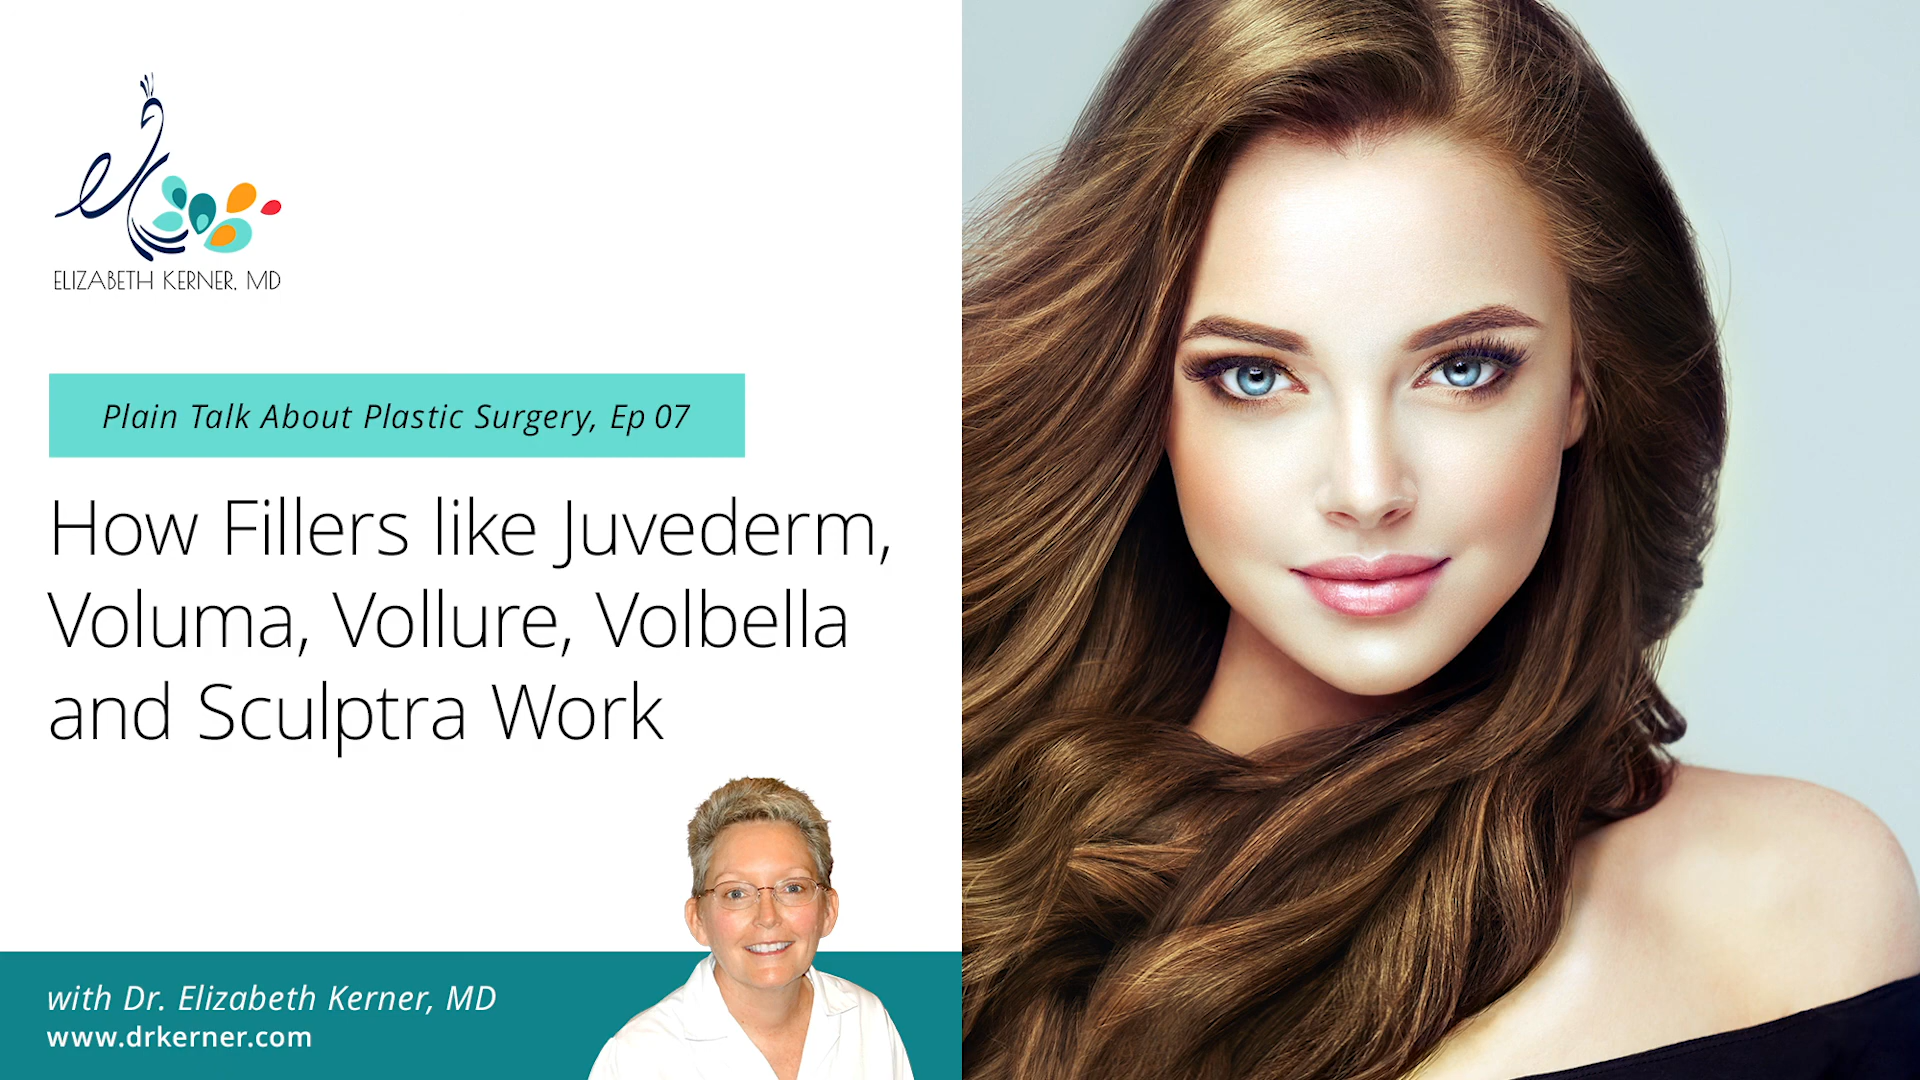 ELIZABETH KERNER, MD
Plain Talk About Plastic Surgery, Ep 07
How Fillers like Juvederm,
Voluma, Vollure, Volbella
and Sculptra Work
with Dr. Elizabeth Kerner, MD
www.drkerner.com